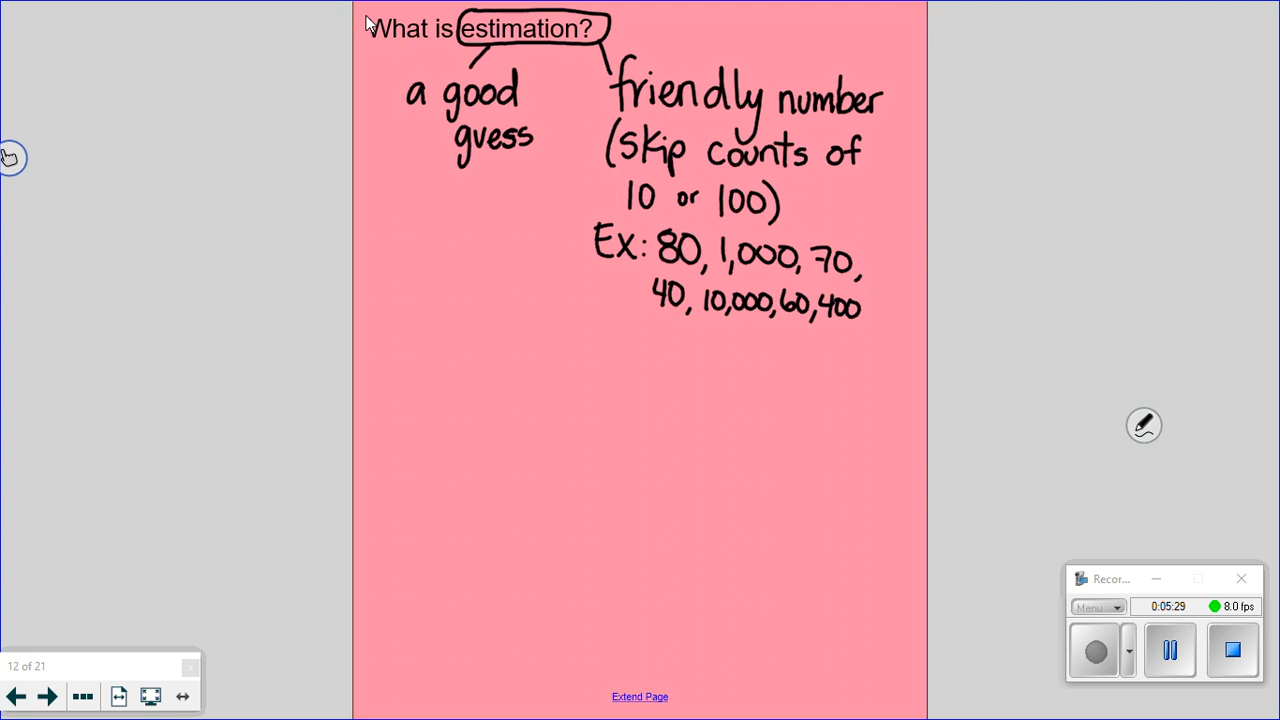 What is estimation?
a good
guess
friendly number
(skip counts of
10 or 100)
Ex: 80, 1,000, 70,
40, 10,000, 60, 400
Extend Page
12 of 21
x
Recor...
Menu
0:05:29
8.0 fps